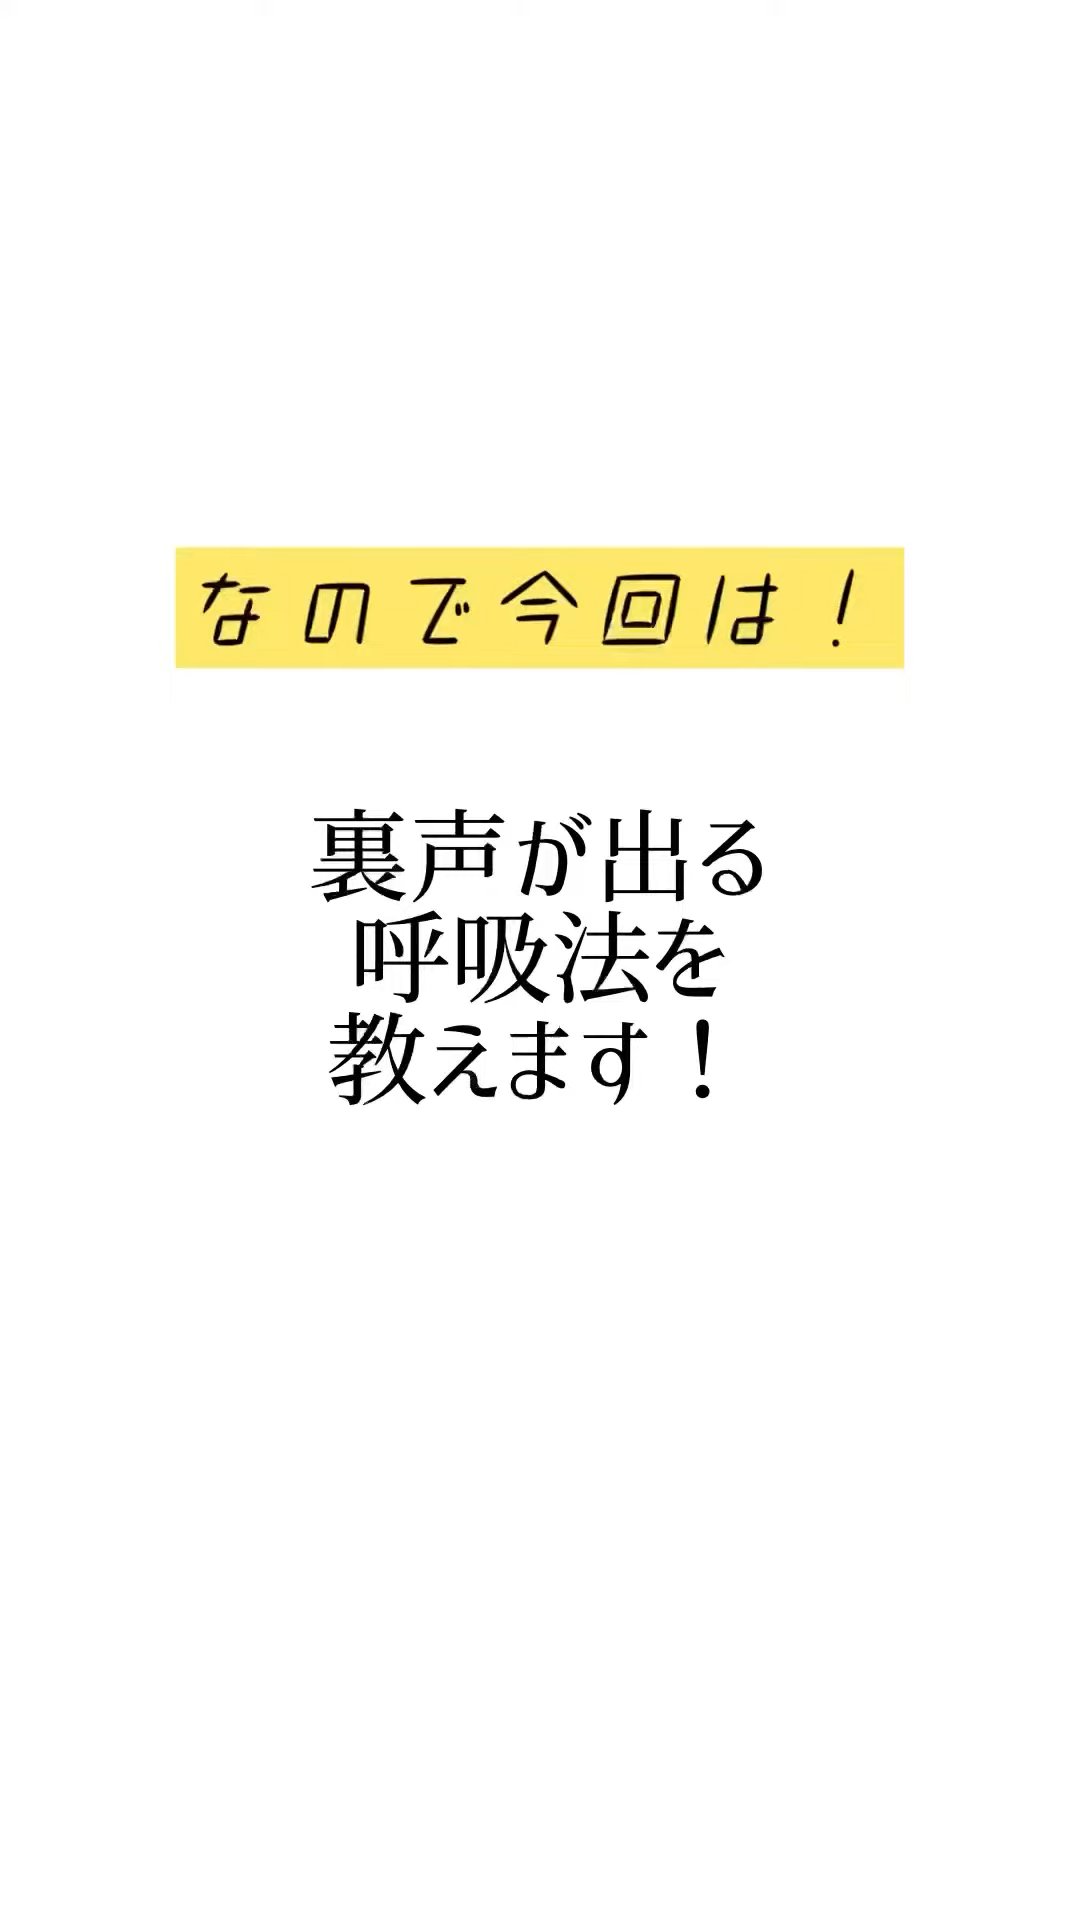 なので今回は！
裏声が出る
呼吸法を
教えます！